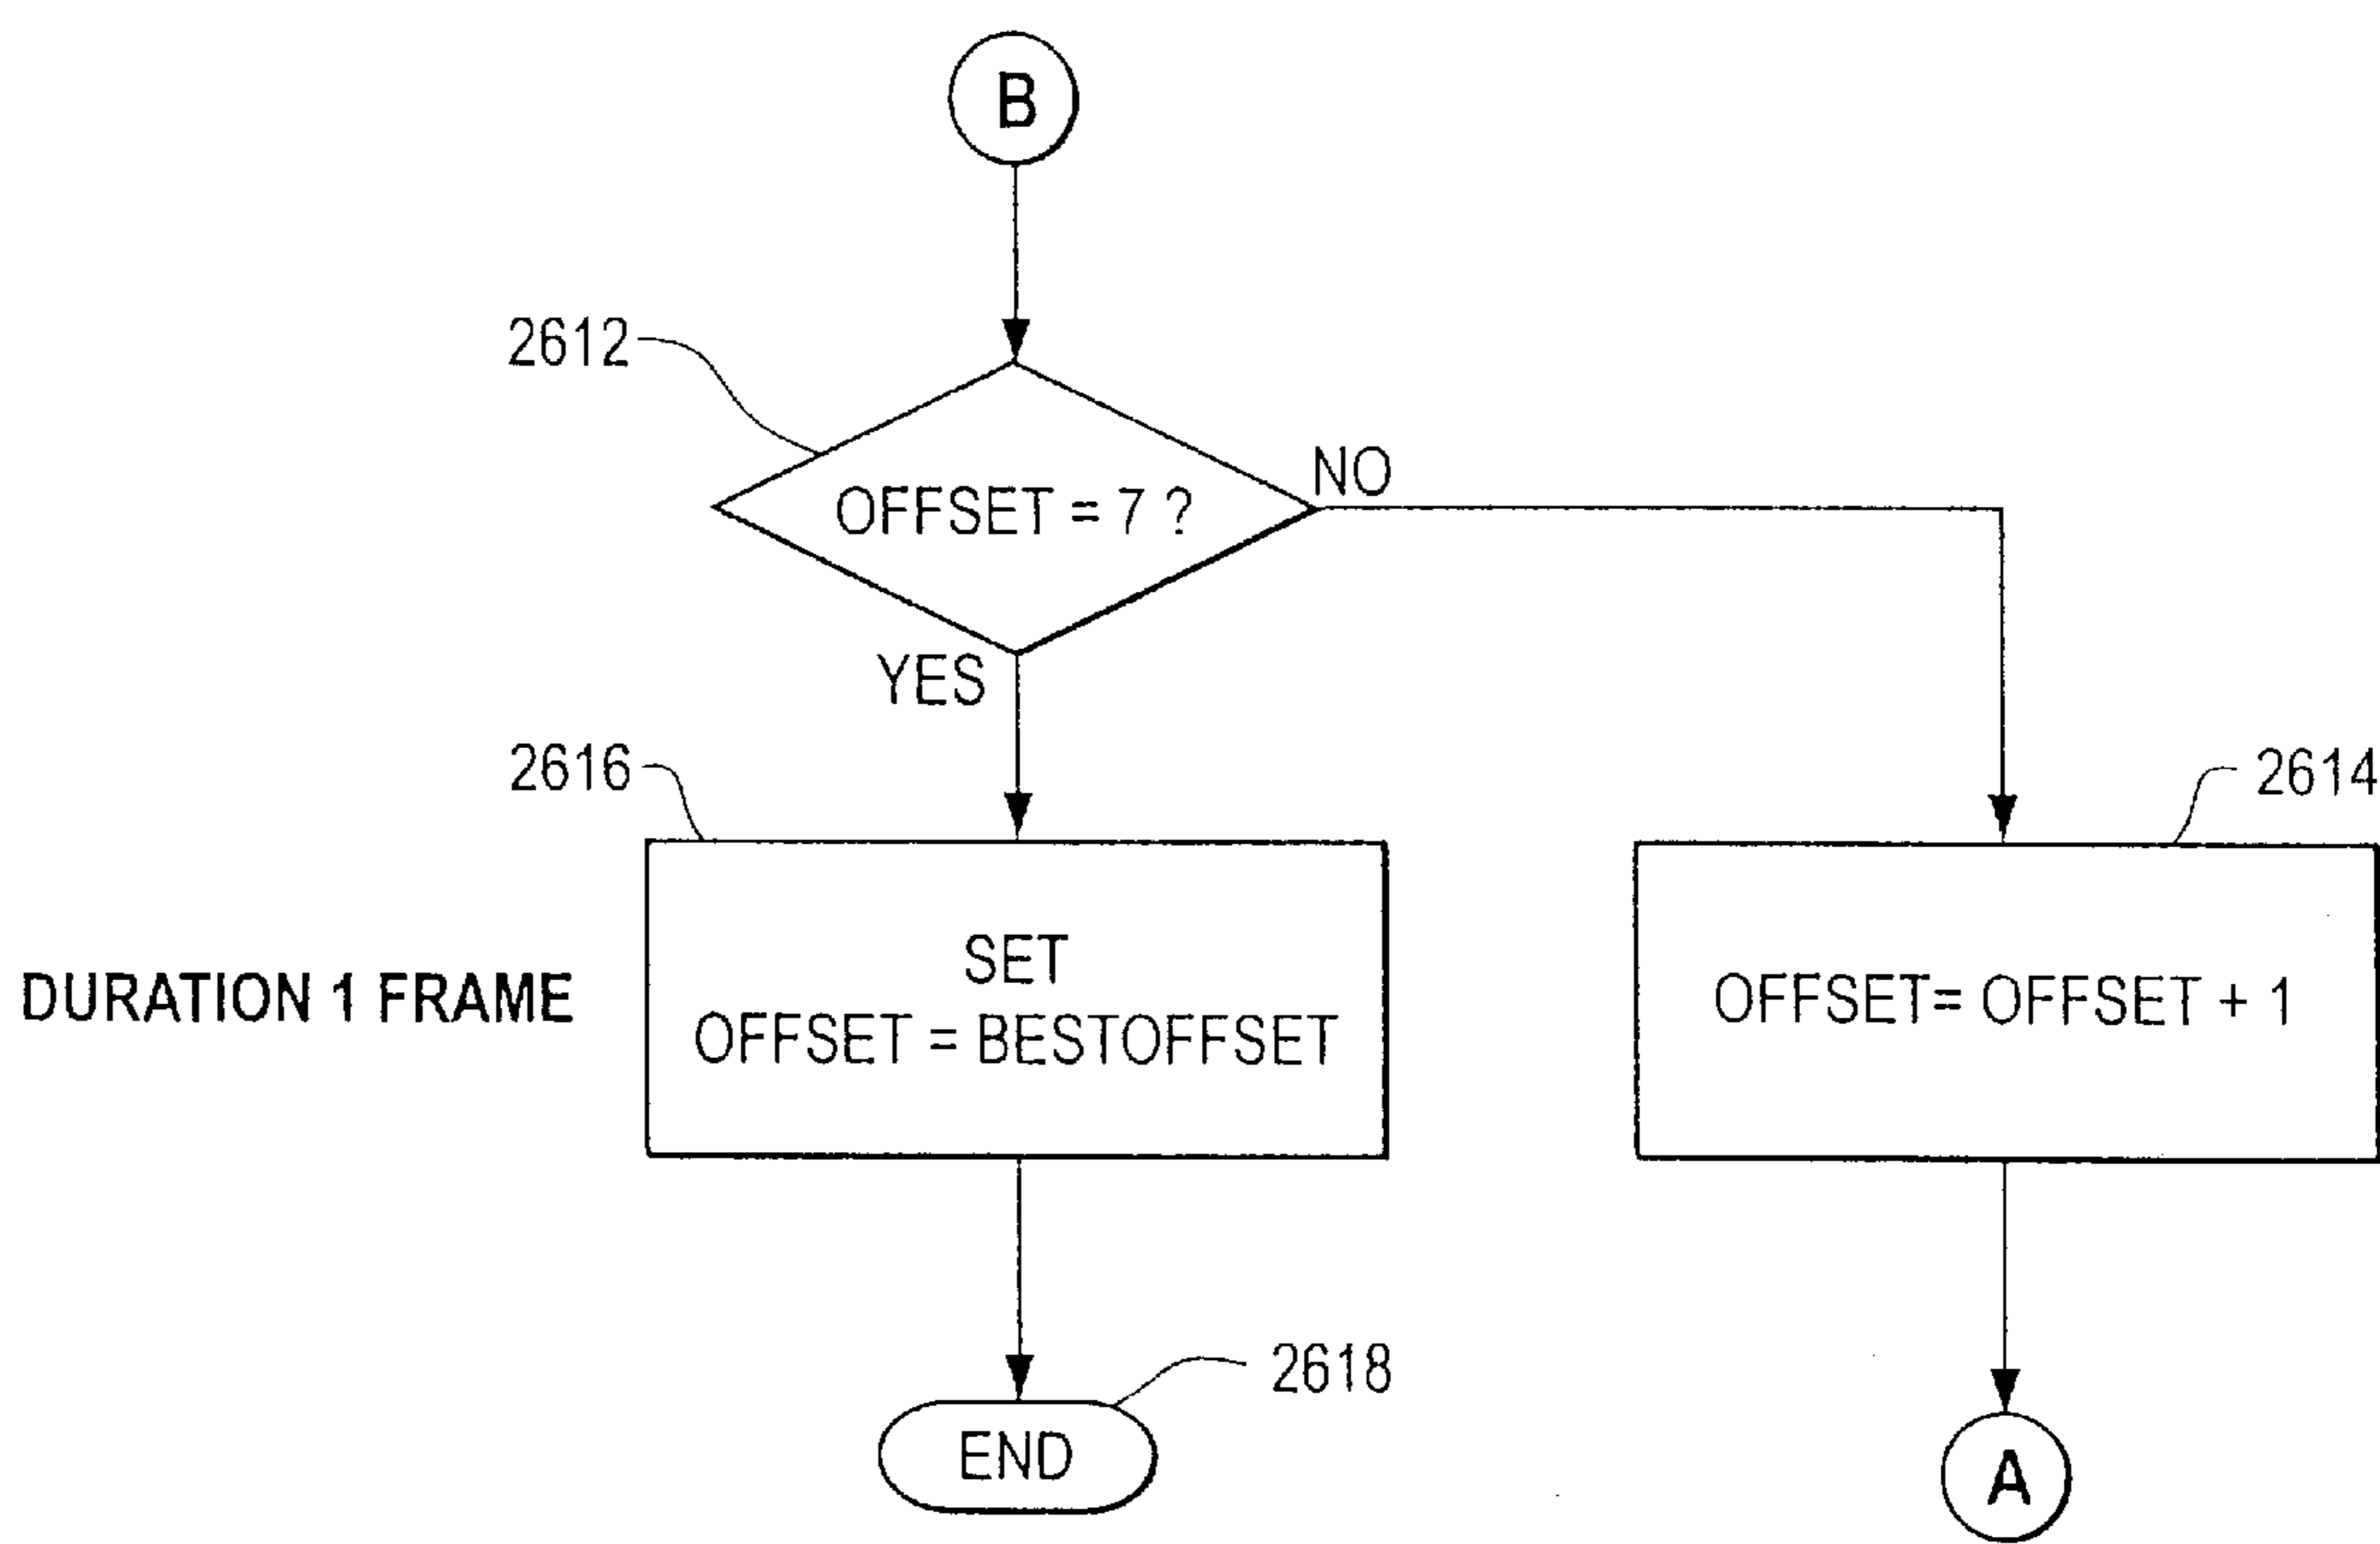 B
2612
OFFSET = 7 ?
NO
YES
2616
2614
SET
OFFSET = BESTOFFSET
DURATION 1 FRAME
OFFSET= OFFSET + 1
2618
END
A